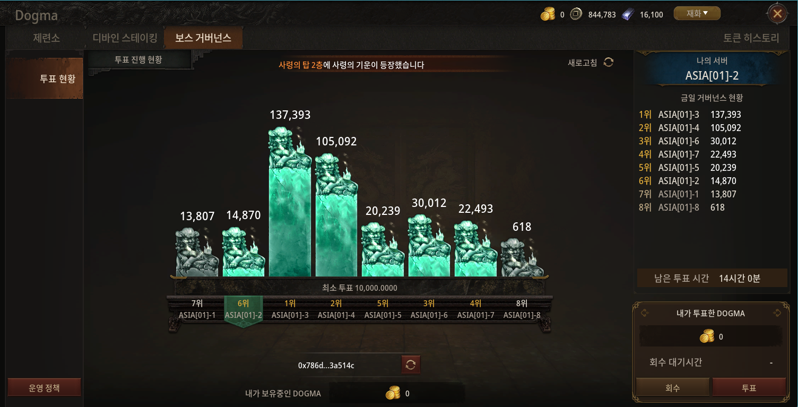 Dogma
0 844,783 16,100 재화
제련소 디바인 스테이킹 보스 거버넌스 토큰 히스토리
투표 현황
투표 진행 현황
사령의 탑 2층에 사령의 기운이 등장했습니다
새로고침
137,393
105,092
30,012
20,239
22,493
13,807
14,870
618
최소 투표 10,000.0000
7위 6위 1위 2위 5위 3위 4위 8위
ASIA[01]-1 ASIA[01]-2 ASIA[01]-3 ASIA[01]-4 ASIA[01]-5 ASIA[01]-6 ASIA[01]-7 ASIA[01]-8
0x786d...3a514c
내가 보유중인 DOGMA 0
운영 정책
나의 서버
ASIA[01]-2
금일 거버넌스 현황
1위 ASIA[01]-3 137,393
2위 ASIA[01]-4 105,092
3위 ASIA[01]-6 30,012
4위 ASIA[01]-7 22,493
5위 ASIA[01]-5 20,239
6위 ASIA[01]-2 14,870
7위 ASIA[01]-1 13,807
8위 ASIA[01]-8 618
남은 투표 시간 14시간 0분
내가 투표한 DOGMA
0
회수 대기시간 -
회수 투표